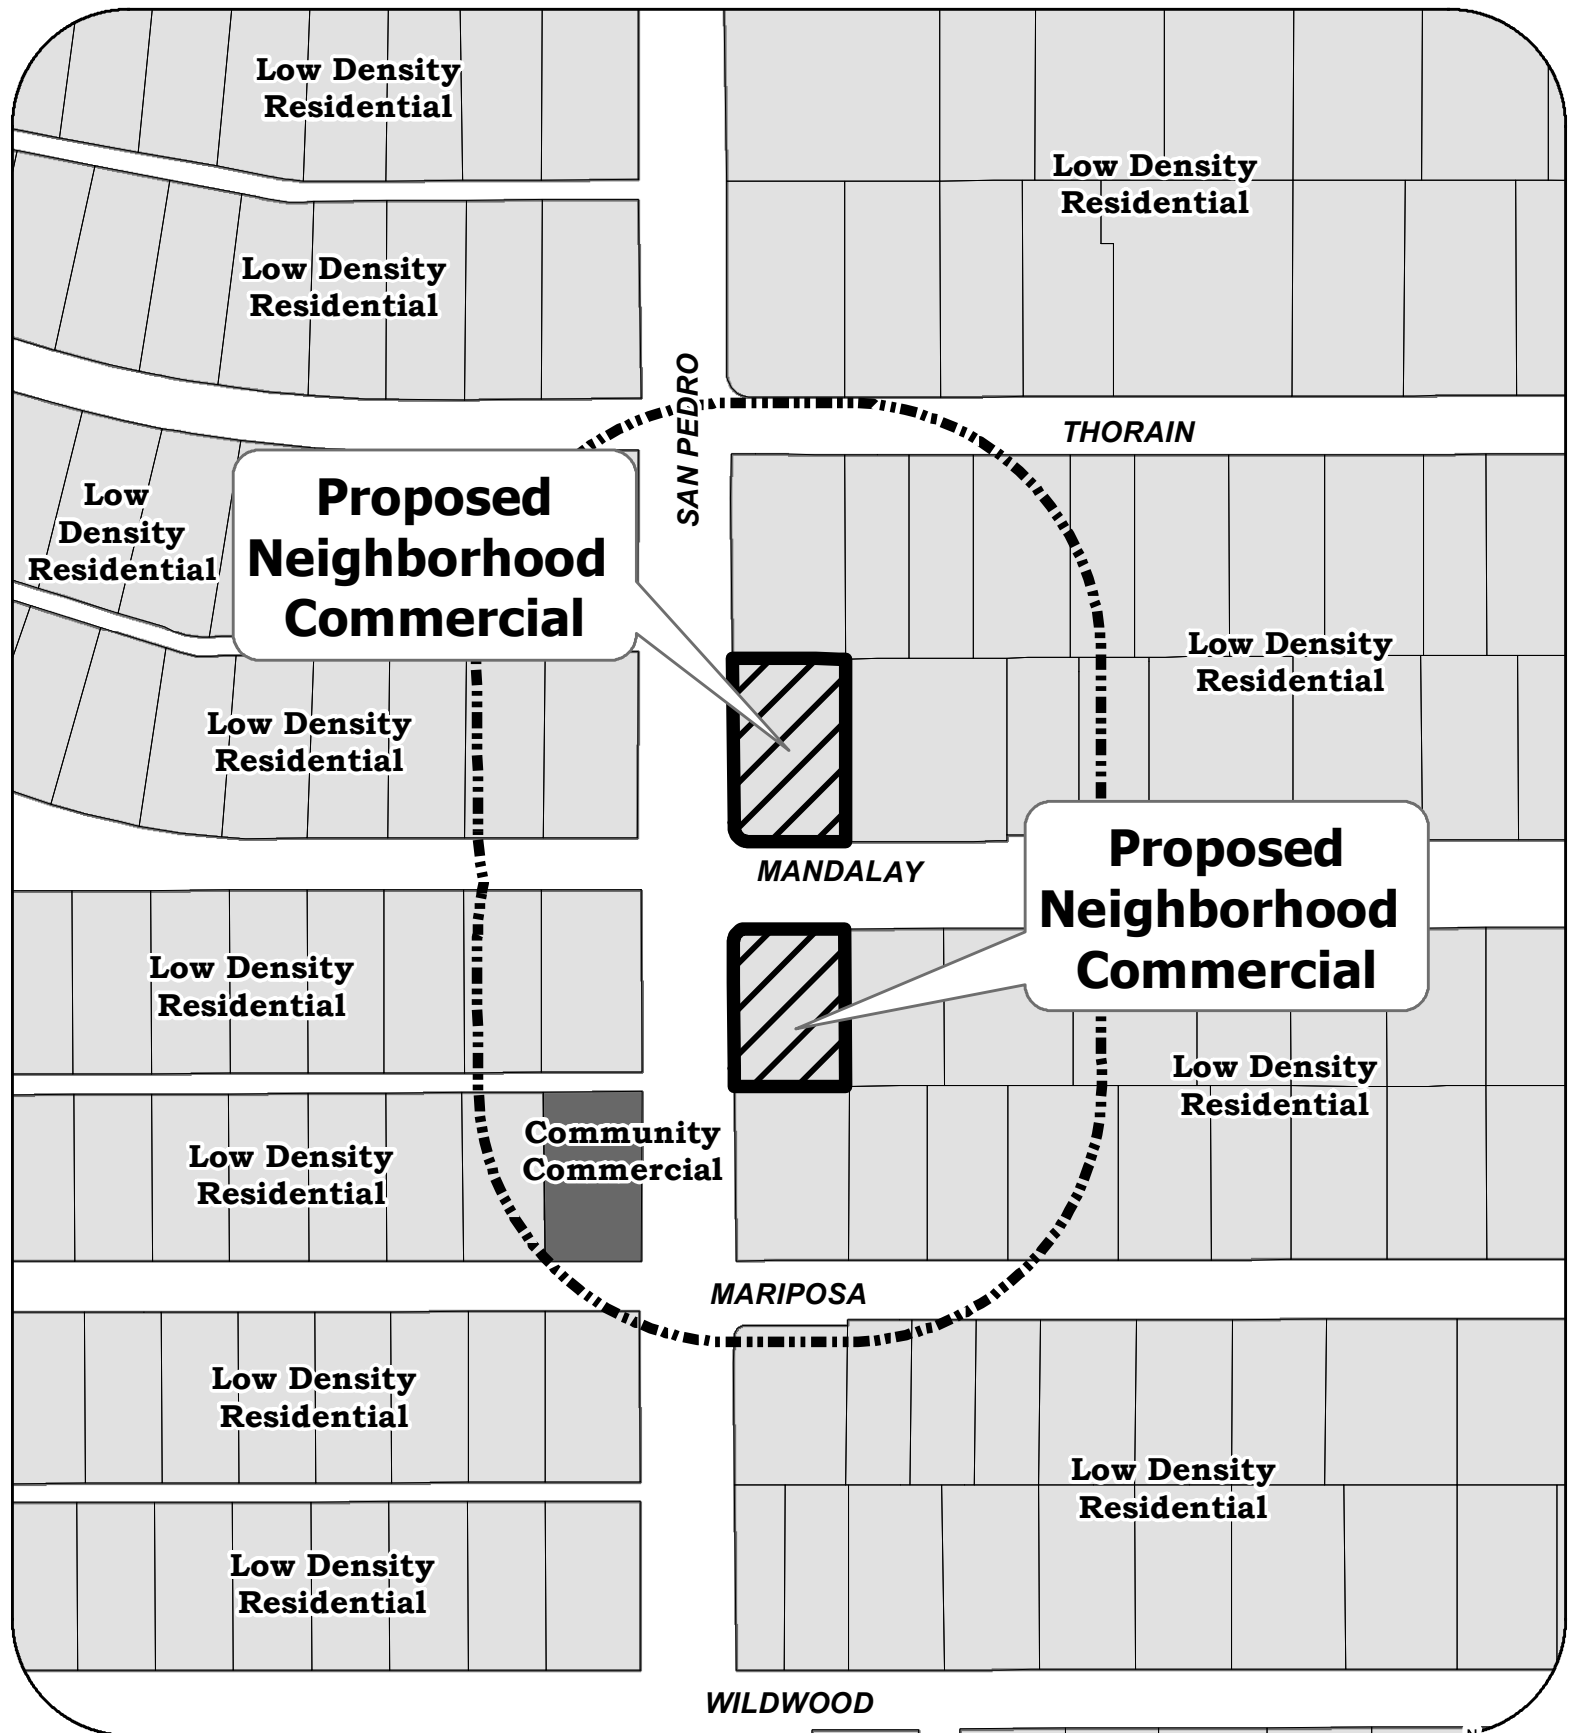 Low Density
Residential
Low Density
Residential
Low Density
Residential
SAN PEDRO
THORAIN
Low
Density
Residential
Proposed
Neighborhood
Commercial
Low Density
Residential
Low Density
Residential
MANDALAY
Proposed
Neighborhood
Commercial
Low Density
Residential
Low Density
Residential
Community
Commercial
Low Density
Residential
MARIPOSA
Low Density
Residential
Low Density
Residential
Low Density
Residential
WILDWOOD
N